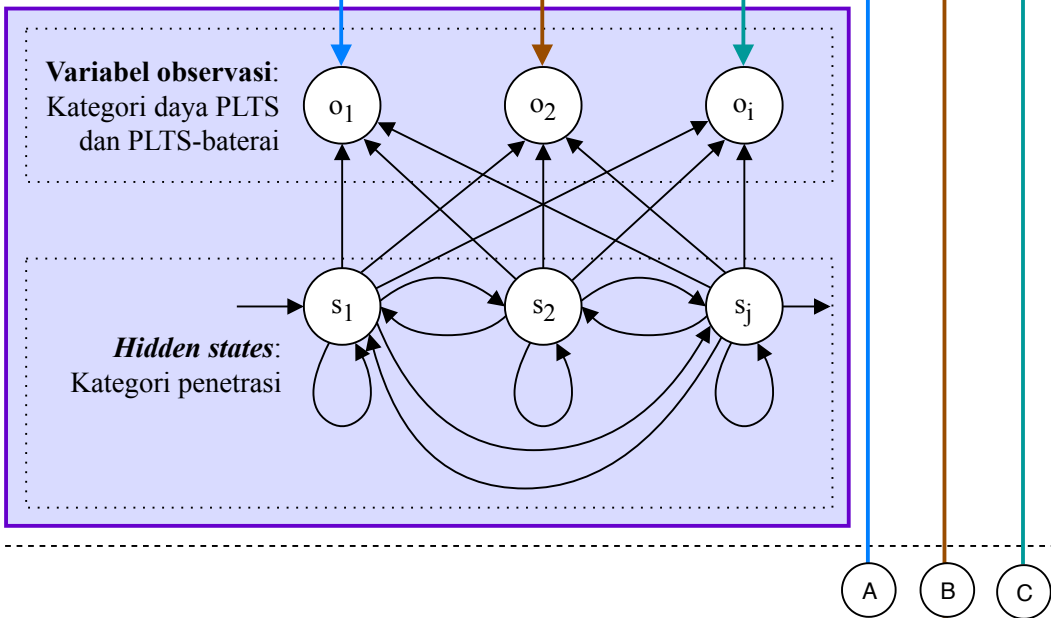 Variabel observasi:
Kategori daya PLTS
dan PLTS-baterai
o1
o2
oi
s1
s2
sj
Hidden states:
Kategori penetrasi
A
B
C